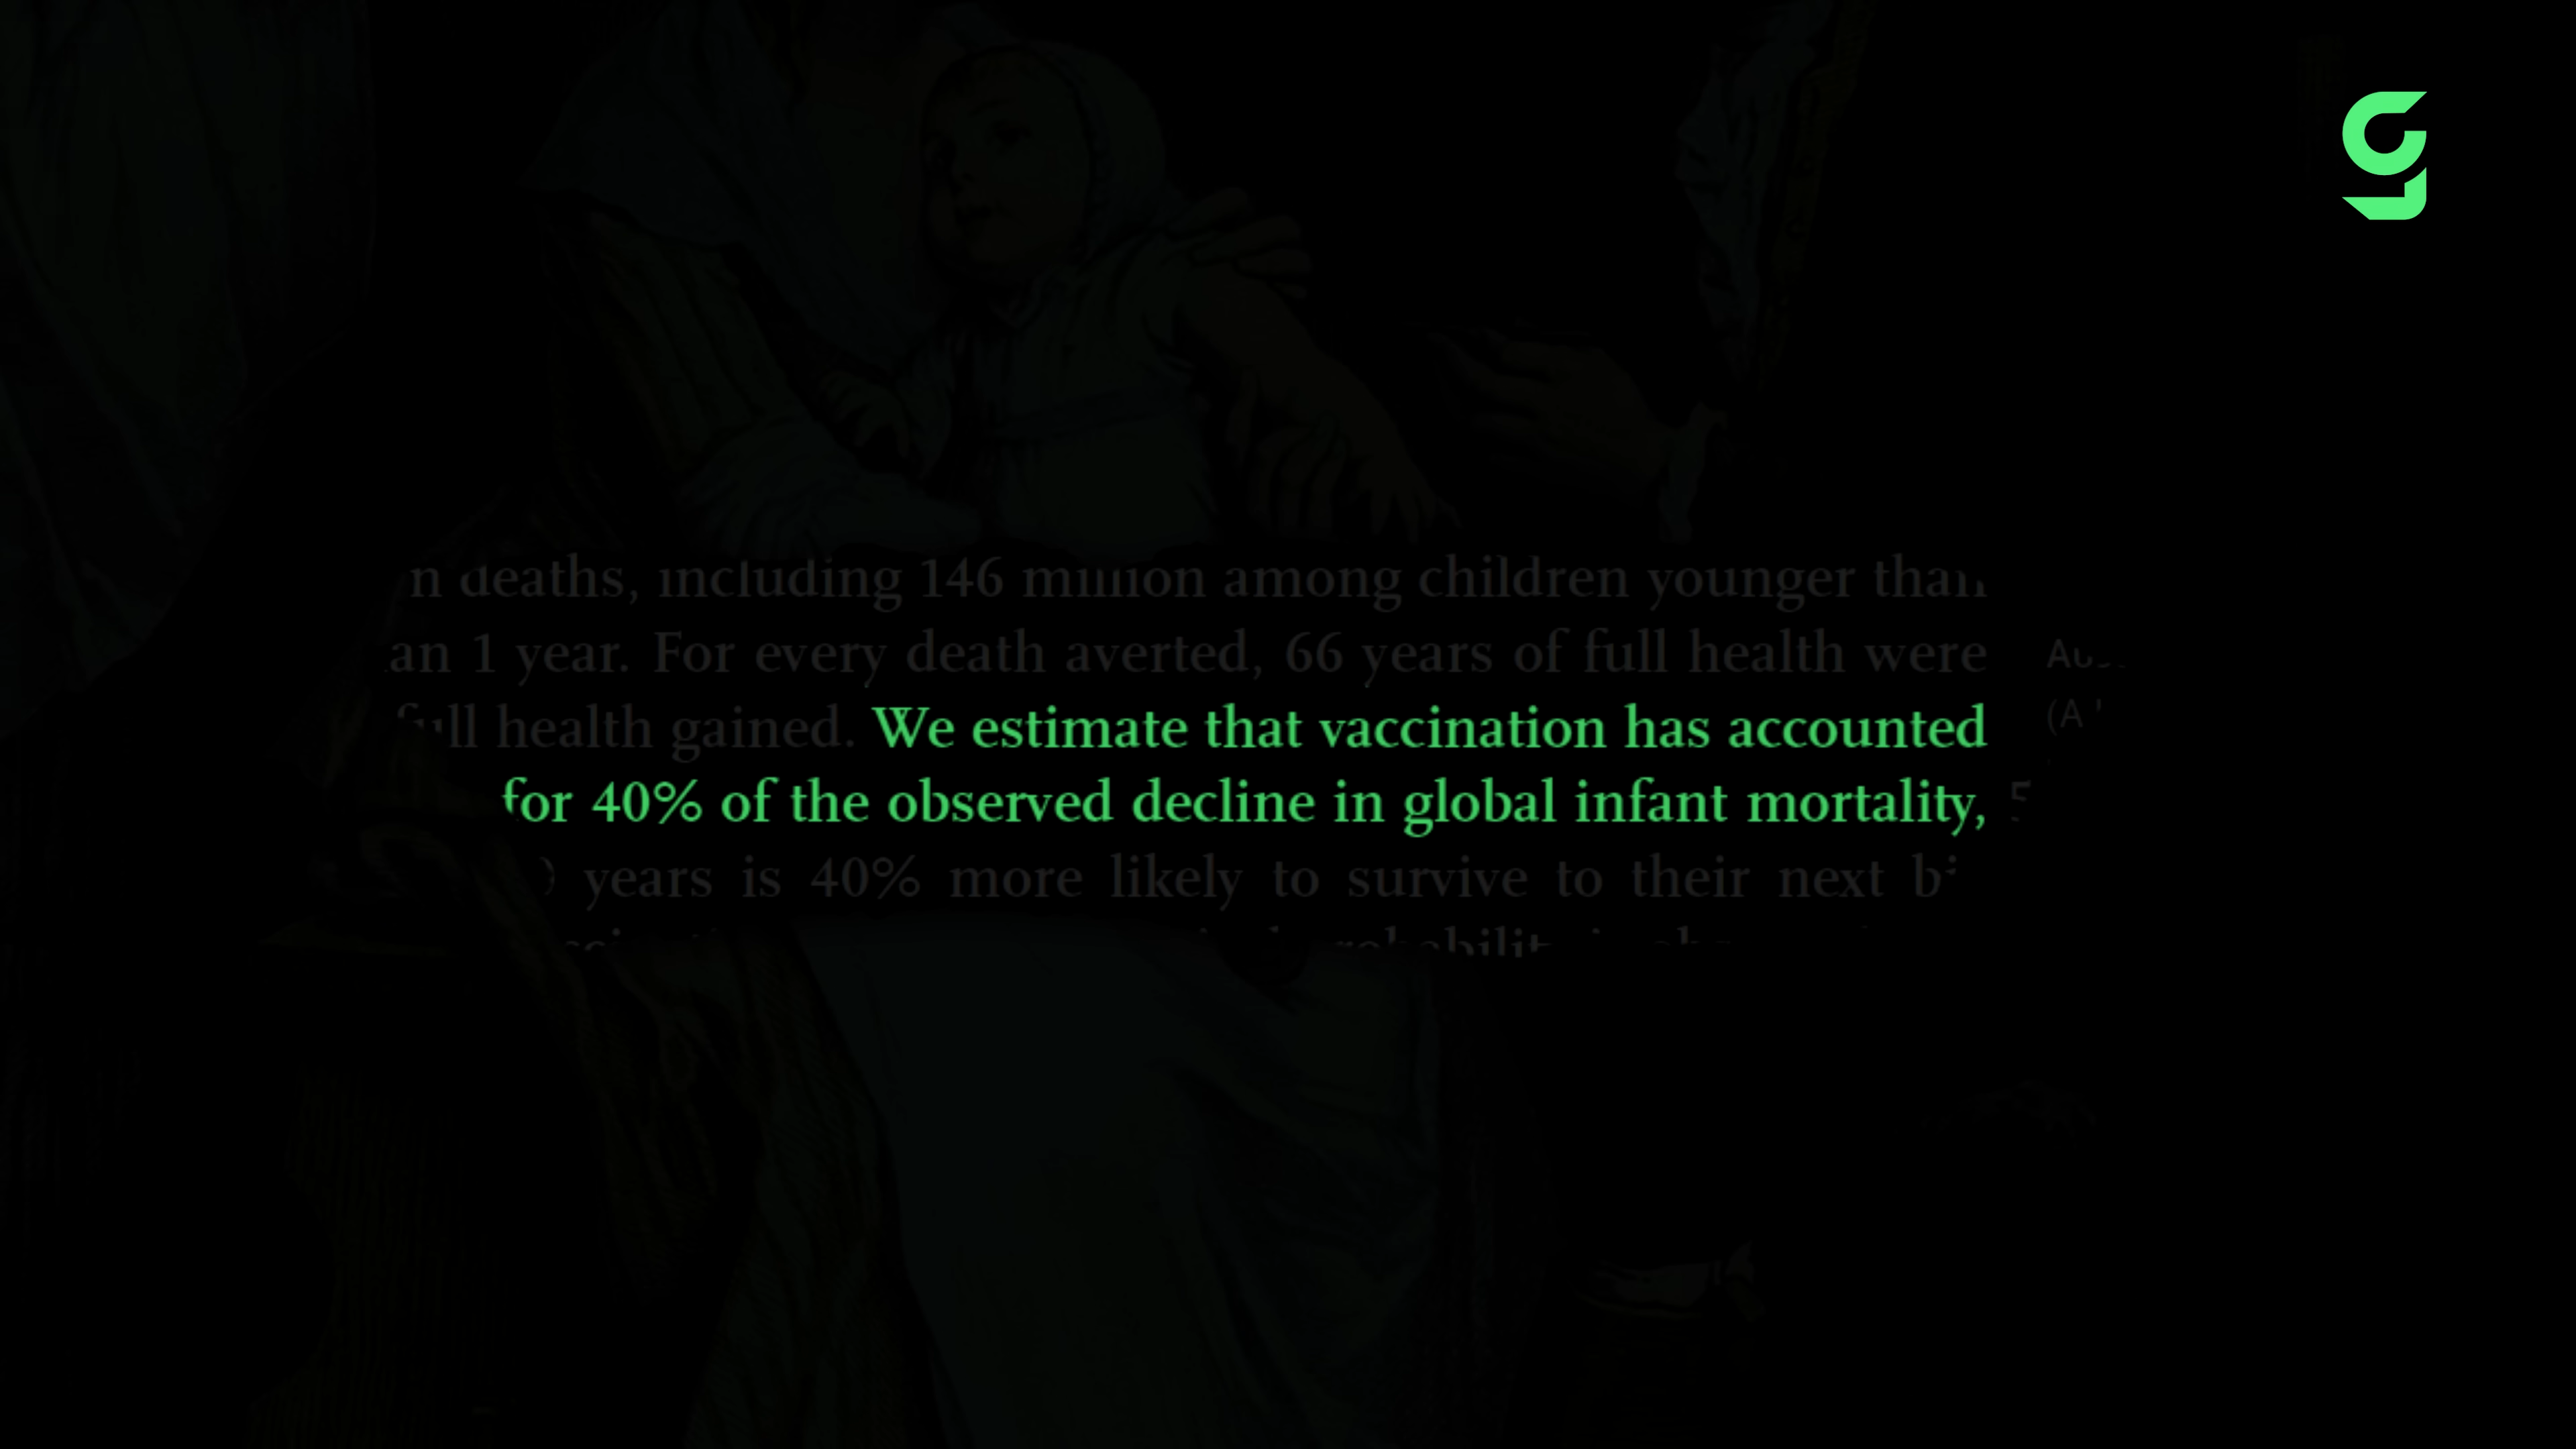 deaths, including 146 million among children younger than
an 1 year. For every death averted, 66 years of full health were
full health gained. We estimate that vaccination has accounted
for 40% of the observed decline in global infant mortality,
years is 40% more likely to survive to their next